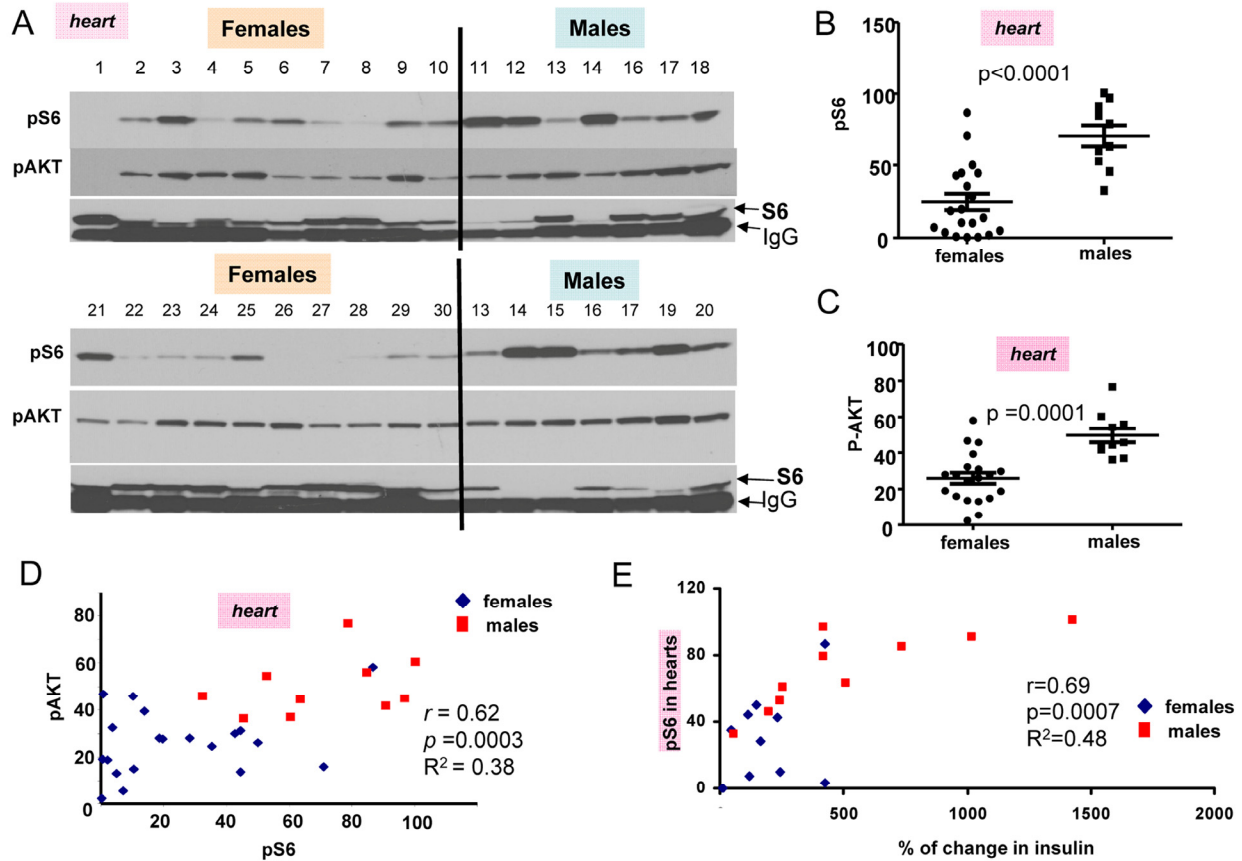 A heart Females Males
1 2 3 4 5 6 7 8 9 10 11 12 13 14 16 17 18
pS6
pAKT
S6
IgG
Females Males
21 22 23 24 25 26 27 28 29 30 13 14 15 16 17 19 20
pS6
pAKT
S6
IgG
B
heart
p<0.0001
pS6
150
100
50
0
females males
C
heart
p =0.0001
P-AKT
100
80
60
40
20
0
females males
D
heart
females
males
pAKT
80
60
40
20
0
r = 0.62
p =0.0003
R² = 0.38
20 40 60 80 100
pS6
E
pS6 in hearts
120
80
40
0
r=0.69
p=0.0007
R²=0.48
females
males
500 1000 1500 2000
% of change in insulin